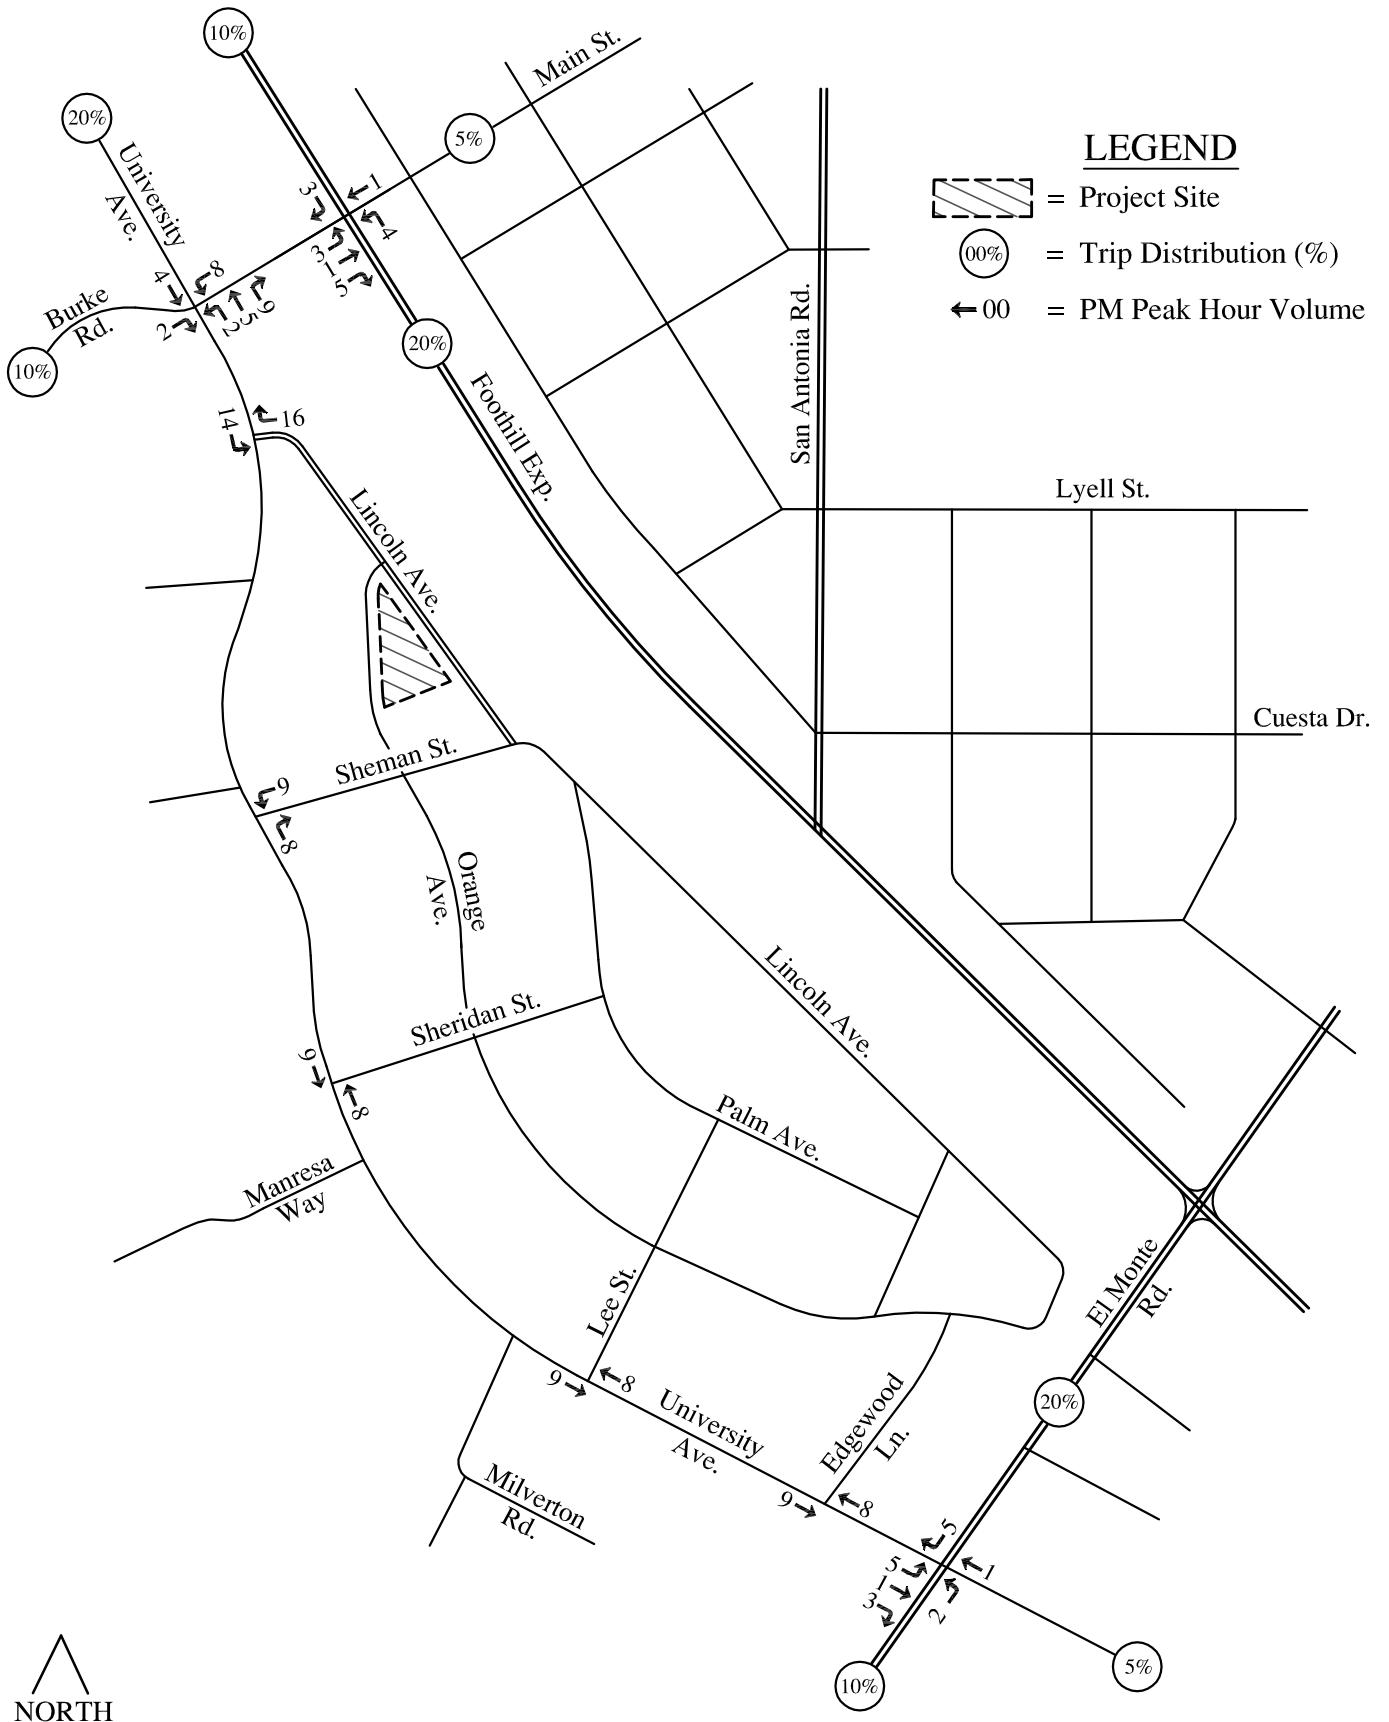 10%
Main St.
20%
5%
University
Ave.
LEGEND
= Project Site
00% = Trip Distribution (%)
00 = PM Peak Hour Volume
3
1
4
3
1
5
4
8
2
2
5
9
Burke
Rd.
10%
20%
Foothill Exp.
San Antonia Rd.
14
16
Lincoln Ave.
Lyell St.
Cuesta Dr.
Sheman St.
9
8
Orange
Ave.
Lincoln Ave.
Sheridan St.
9
8
Palm Ave.
Manresa
Way
Lee St.
El Monte
Rd.
9
8
University
Ave.
Edgewood
Ln.
20%
9
8
Milverton
Rd.
5
5
1
3
1
2
5%
10%
NORTH